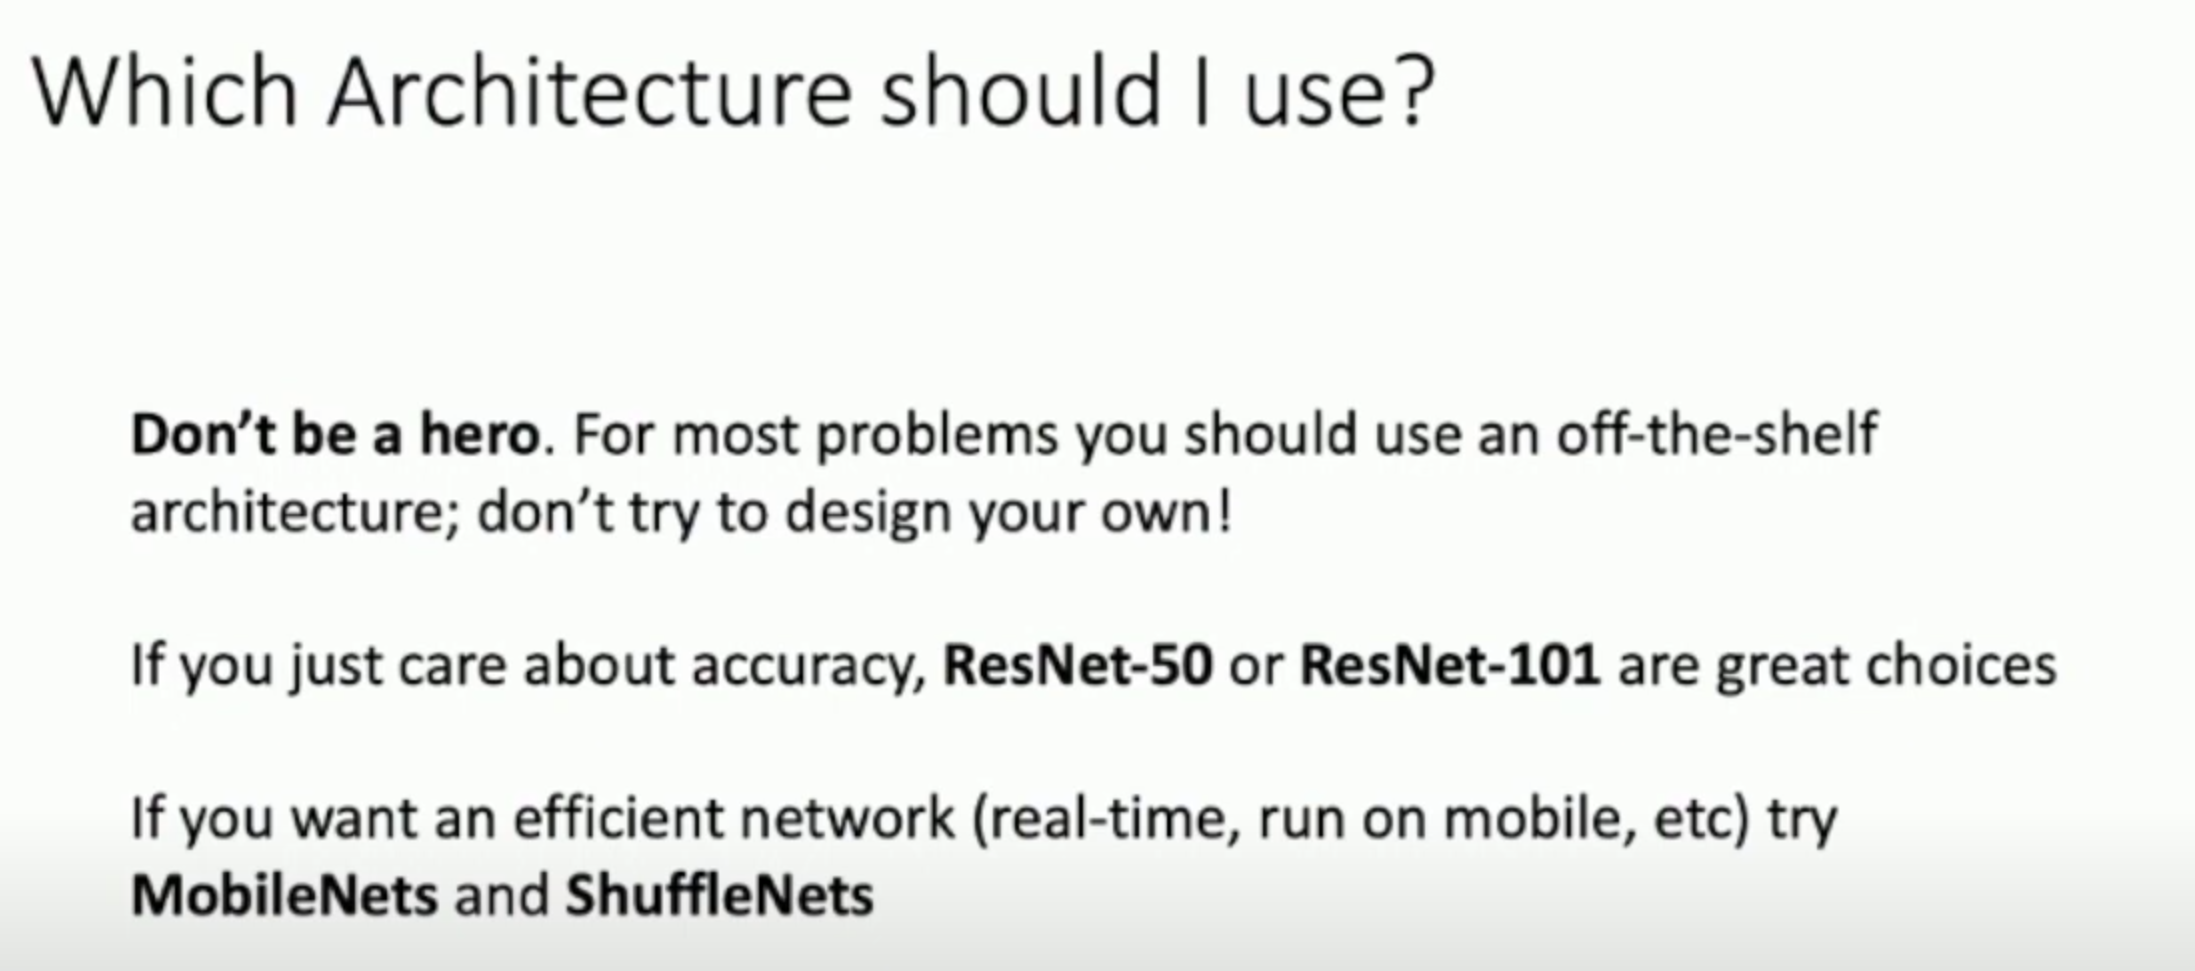 Which Architecture should I use?
Don’t be a hero. For most problems you should use an off-the-shelf
architecture; don’t try to design your own!
If you just care about accuracy, ResNet-50 or ResNet-101 are great choices
If you want an efficient network (real-time, run on mobile, etc) try
MobileNets and ShuffleNets